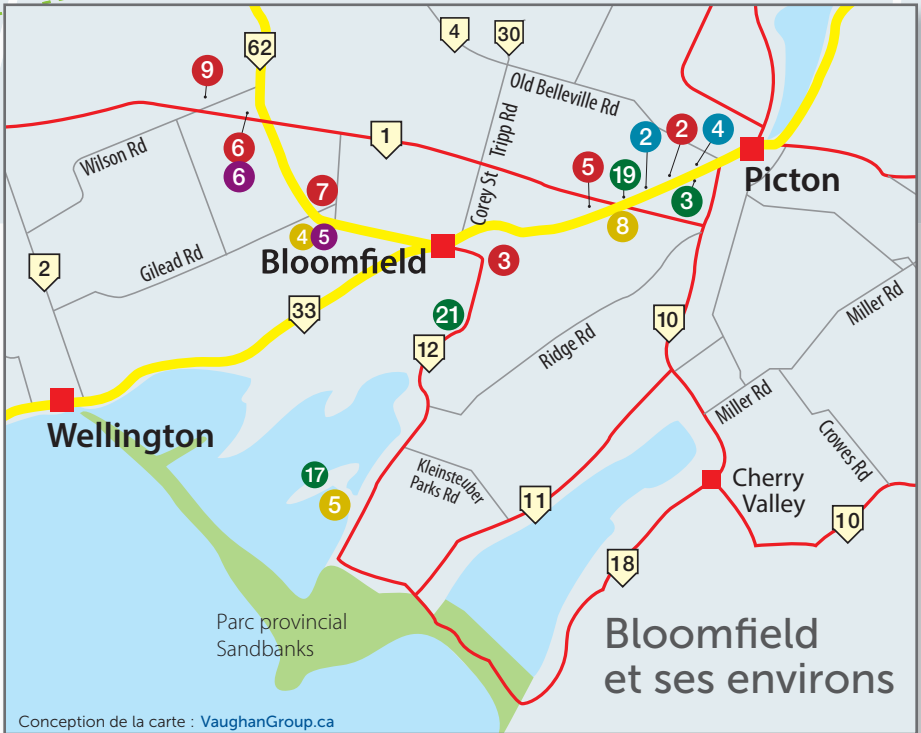 62
4
30
9
Old Belleville Rd
Tripp Rd
Corey St
1
2
2
4
6
6
Wilson Rd
5
19
3
Picton
7
8
4
5
Bloomfield
3
Gilead Rd
2
33
21
12
10
Ridge Rd
Miller Rd
Miller Rd
Wellington
Crowes Rd
17
5
Kleinsteuber
Parks Rd
11
Cherry
Valley
10
18
Parc provincial
Sandbanks
Bloomfield
et ses environs
Conception de la carte : VaughanGroup.ca